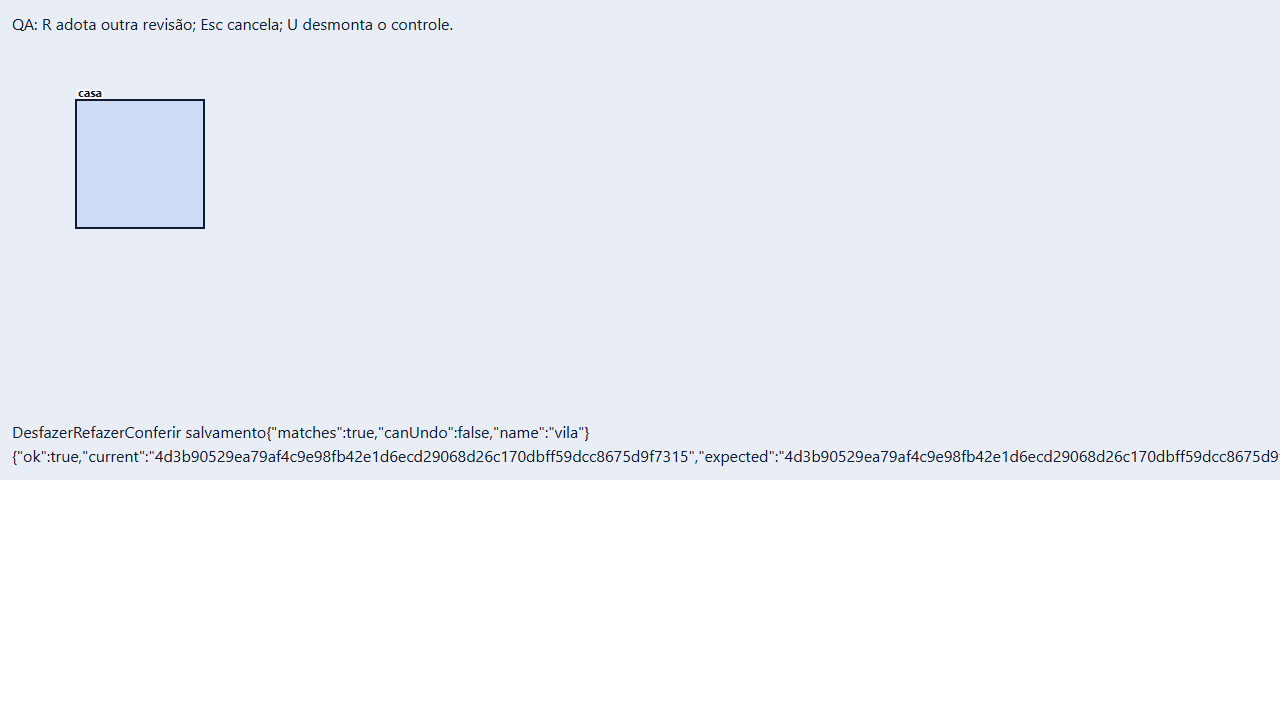 QA: R adota outra revisão; Esc cancela; U desmonta o controle.
casa
DesfazerRefazerConferir salvamento{"matches":true,"canUndo":false,"name":"vila"}
{"ok":true,"current":"4d3b90529ea79af4c9e98fb42e1d6ecd29068d26c170dbff59dcc8675d9f7315","expected":"4d3b90529ea79af4c9e98fb42e1d6ecd29068d26c170dbff59dcc8675d9